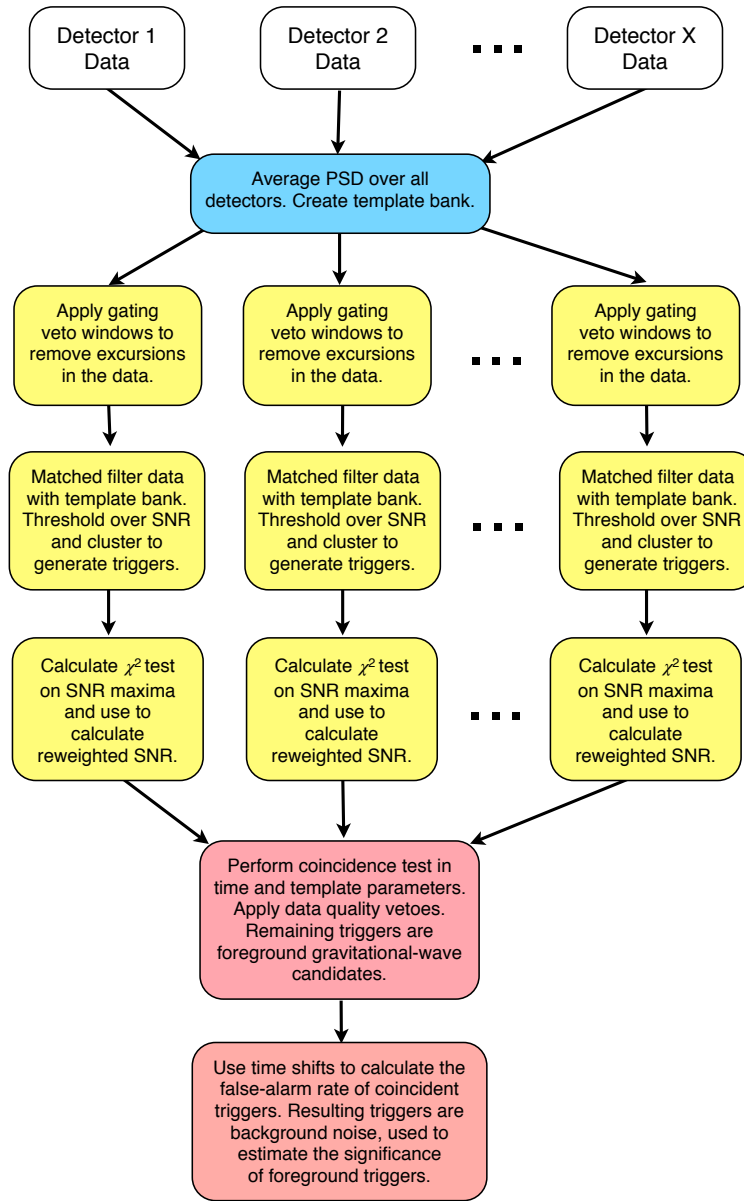 Detector 1
Data
Detector 2
Data
Detector X
Data
Average PSD over all
detectors. Create template bank.
Apply gating
veto windows to
remove excursions
in the data.
Apply gating
veto windows to
remove excursions
in the data.
Apply gating
veto windows to
remove excursions
in the data.
Matched filter data
with template bank.
Threshold over SNR
and cluster to
generate triggers.
Matched filter data
with template bank.
Threshold over SNR
and cluster to
generate triggers.
Matched filter data
with template bank.
Threshold over SNR
and cluster to
generate triggers.
Calculate χ² test
on SNR maxima
and use to
calculate
reweighted SNR.
Calculate χ² test
on SNR maxima
and use to
calculate
reweighted SNR.
Calculate χ² test
on SNR maxima
and use to
calculate
reweighted SNR.
Perform coincidence test in
time and template parameters.
Apply data quality vetoes.
Remaining triggers are
foreground gravitational-wave
candidates.
Use time shifts to calculate the
false-alarm rate of coincident
triggers. Resulting triggers are
background noise, used to
estimate the significance
of foreground triggers.